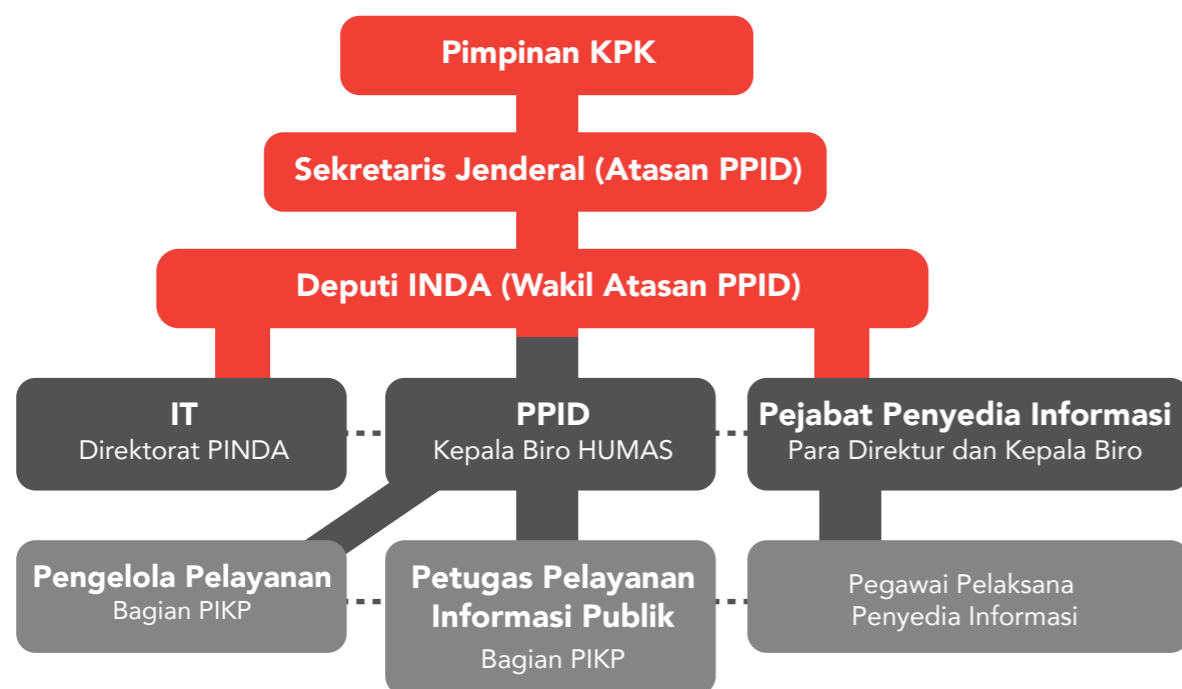 Pimpinan KPK
Sekretaris Jenderal (Atasan PPID)
Deputi INDA (Wakil Atasan PPID)
IT
Direktorat PINDA
PPID
Kepala Biro HUMAS
Pejabat Penyedia Informasi
Para Direktur dan Kepala Biro
Pengelola Pelayanan
Bagian PIKP
Petugas Pelayanan
Informasi Publik
Bagian PIKP
Pegawai Pelaksana
Penyedia Informasi